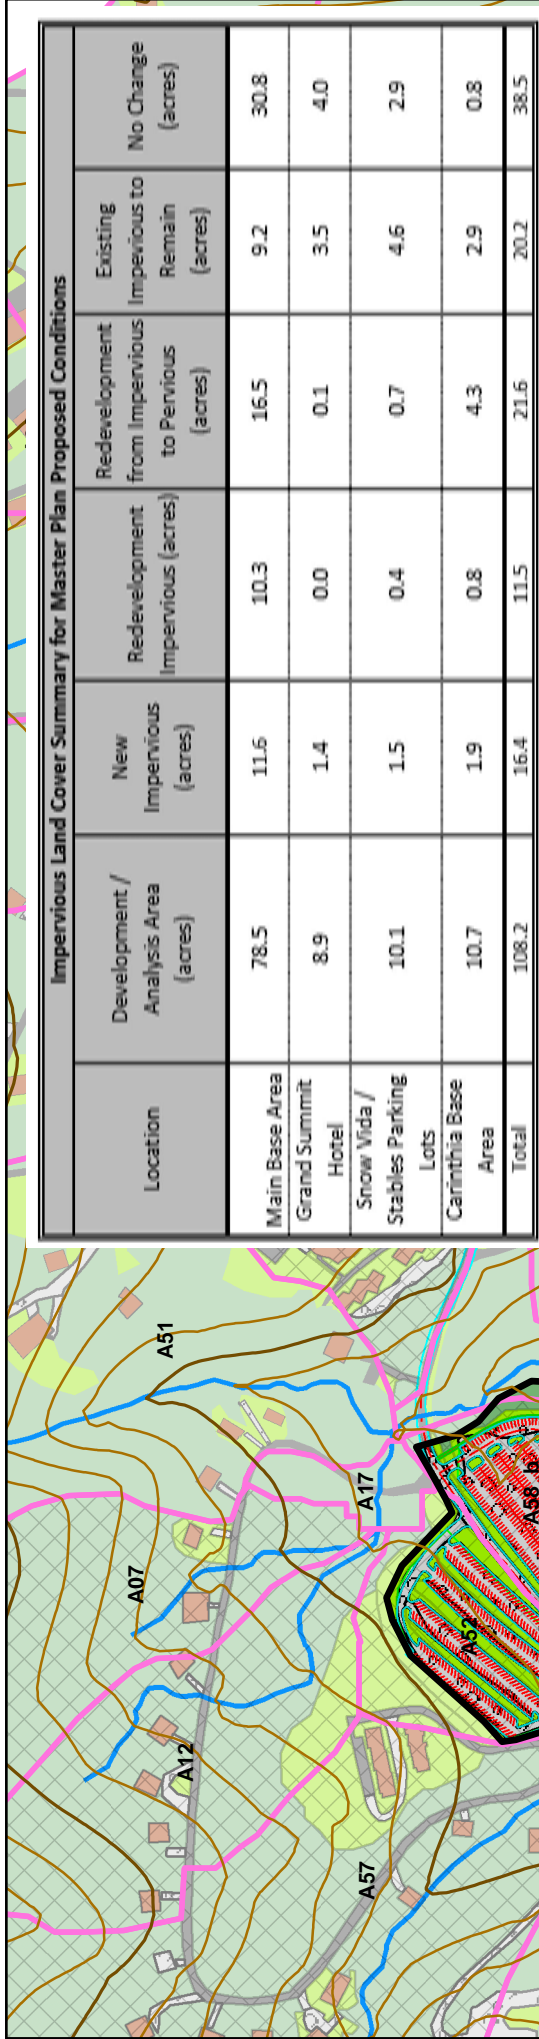 Impervious Land Cover Summary for Master Plan Proposed Conditions
Location
Development /
Analysis Area
(acres)
New
Impervious
(acres)
Redevelopment
Impervious (acres)
Redevelopment
from Impervious
to Pervious
(acres)
Existing
Impevious to
Remain
(acres)
No Change
(acres)
Main Base Area 78.5 11.6 10.3 16.5 9.2 30.8
Grand Summit
Hotel
8.9 1.4 0.0 0.1 3.5 4.0
Snow Vida /
Stables Parking
Lots
10.1 1.5 0.4 0.7 4.6 2.9
Carinthia Base
Area
10.7 1.9 0.8 4.3 2.9 0.8
Total 108.2 16.4 11.5 21.6 20.2 38.5
A51
A07
A12
A17
A57
A52
A58_b